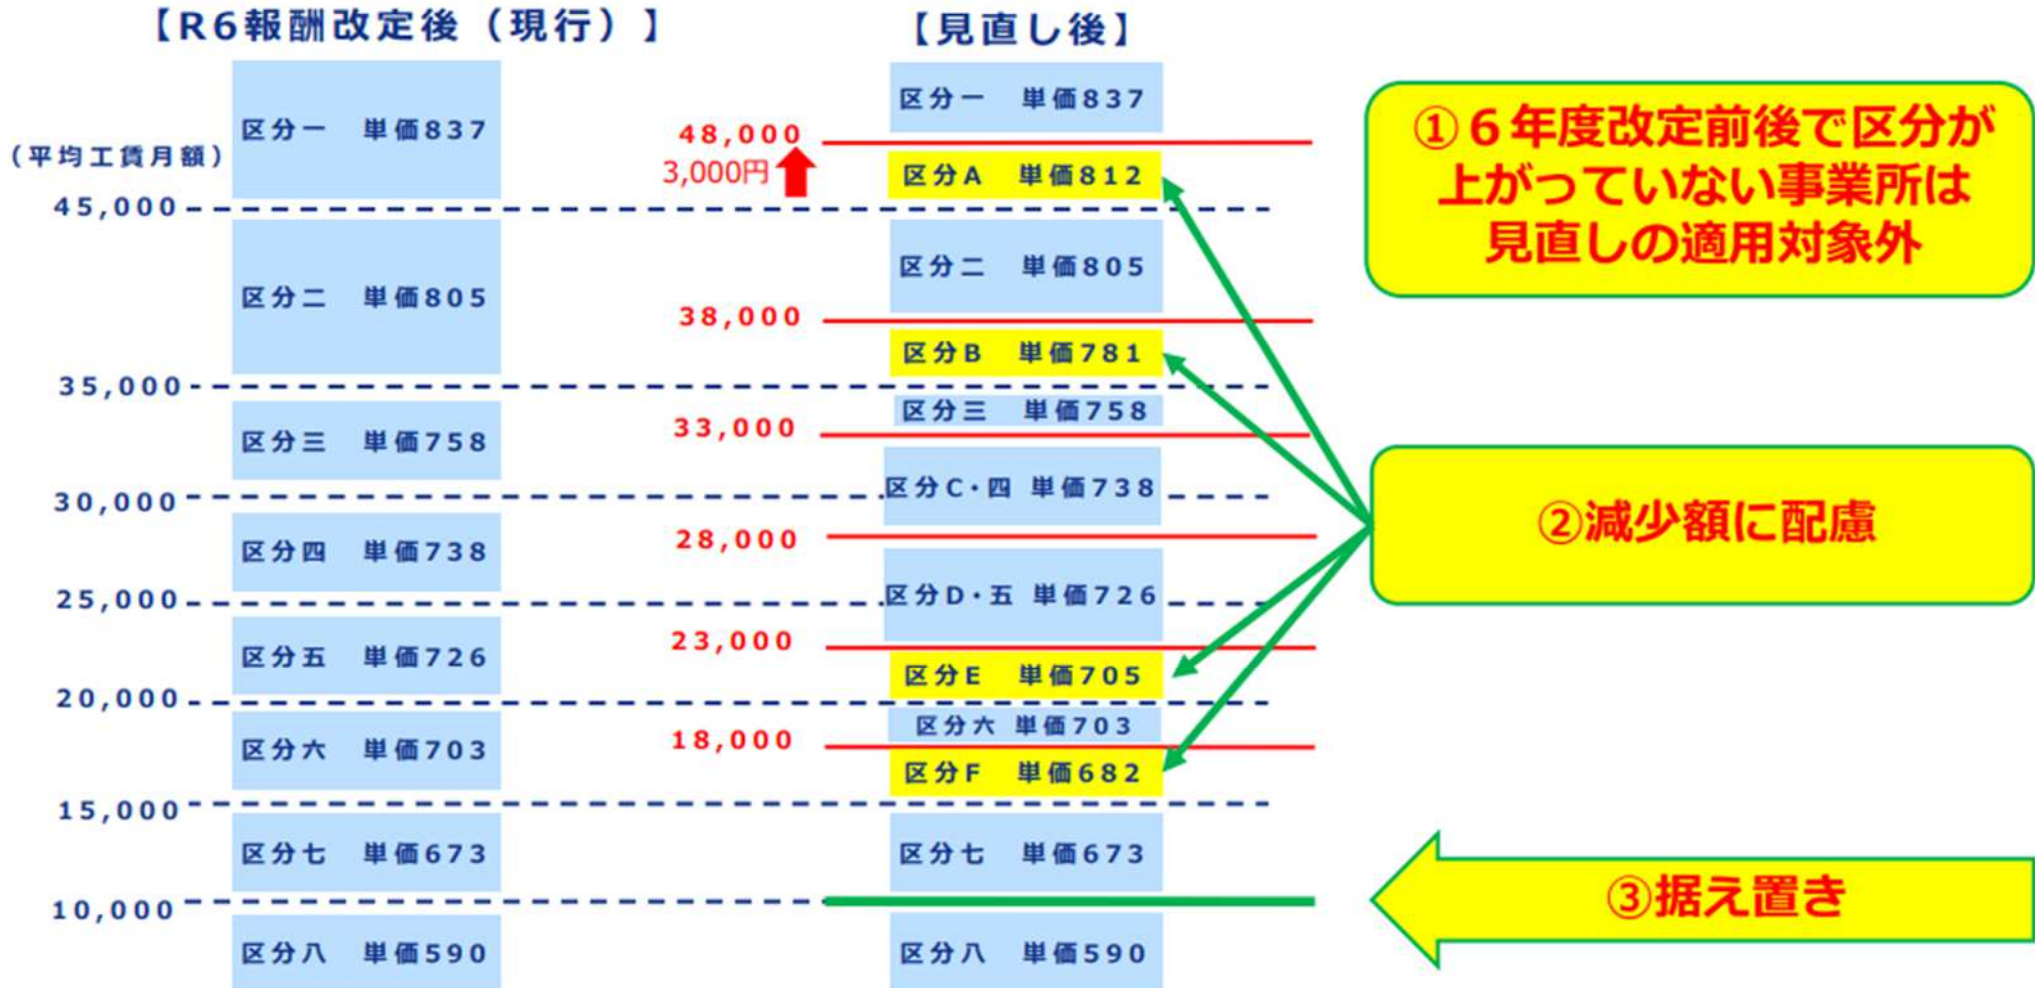 【R6報酬改定後(現行)】
(平均工賃月額)
区分一 単価837
45,000
区分二 単価805
35,000
区分三 単価758
30,000
区分四 単価738
25,000
区分五 単価726
20,000
区分六 単価703
15,000
区分七 単価673
10,000
区分八 単価590
【見直し後】
区分一 単価837
48,000
3,000円
区分A 単価812
区分二 単価805
38,000
区分B 単価781
区分三 単価758
33,000
区分C・四 単価738
28,000
区分D・五 単価726
23,000
区分E 単価705
区分六 単価703
18,000
区分F 単価682
区分七 単価673
区分八 単価590
①6年度改定前後で区分が
上がっていない事業所は
見直しの適用対象外
②減少額に配慮
③据え置き